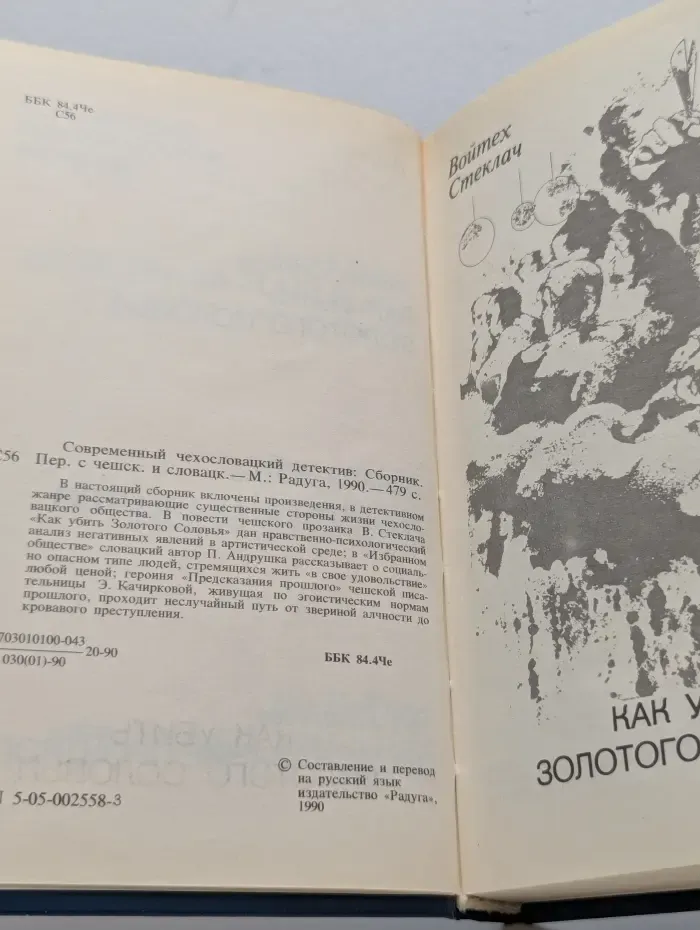 ББК 84.4Че
С56
С56 Современный чехословацкий детектив: Сборник.
Пер. с чешск. и словацк.— М.: Радуга, 1990.— 479 с.
В настоящий сборник включены произведения, в детективном
жанре рассматривающие существенные стороны жизни чехосло-
вацкого общества. В повести чешского прозаика В. Стеклача
«Как убить Золотого Соловья» дан нравственно-психологический
анализ негативных явлений в артистической среде; в «Избранном
обществе» словацкий автор П. Андрушка рассказывает о социаль-
но опасном типе людей, стремящихся жить «в свое удовольствие»
любой ценой; героиня «Предсказания прошлого» чешской писа-
тельницы Э. Качирковой, живущая по эгоистическим нормам
прошлого, проходит неслучайный путь от звериной алчности до
кровавого преступления.
703010100-043
030(01)-90
20-90
ББК 84.4Че
© Составление и перевод
на русский язык
издательство «Радуга»,
1990
5-05-002558-3
Войтех
Стеклач
КАК У
ЗОЛОТОГО